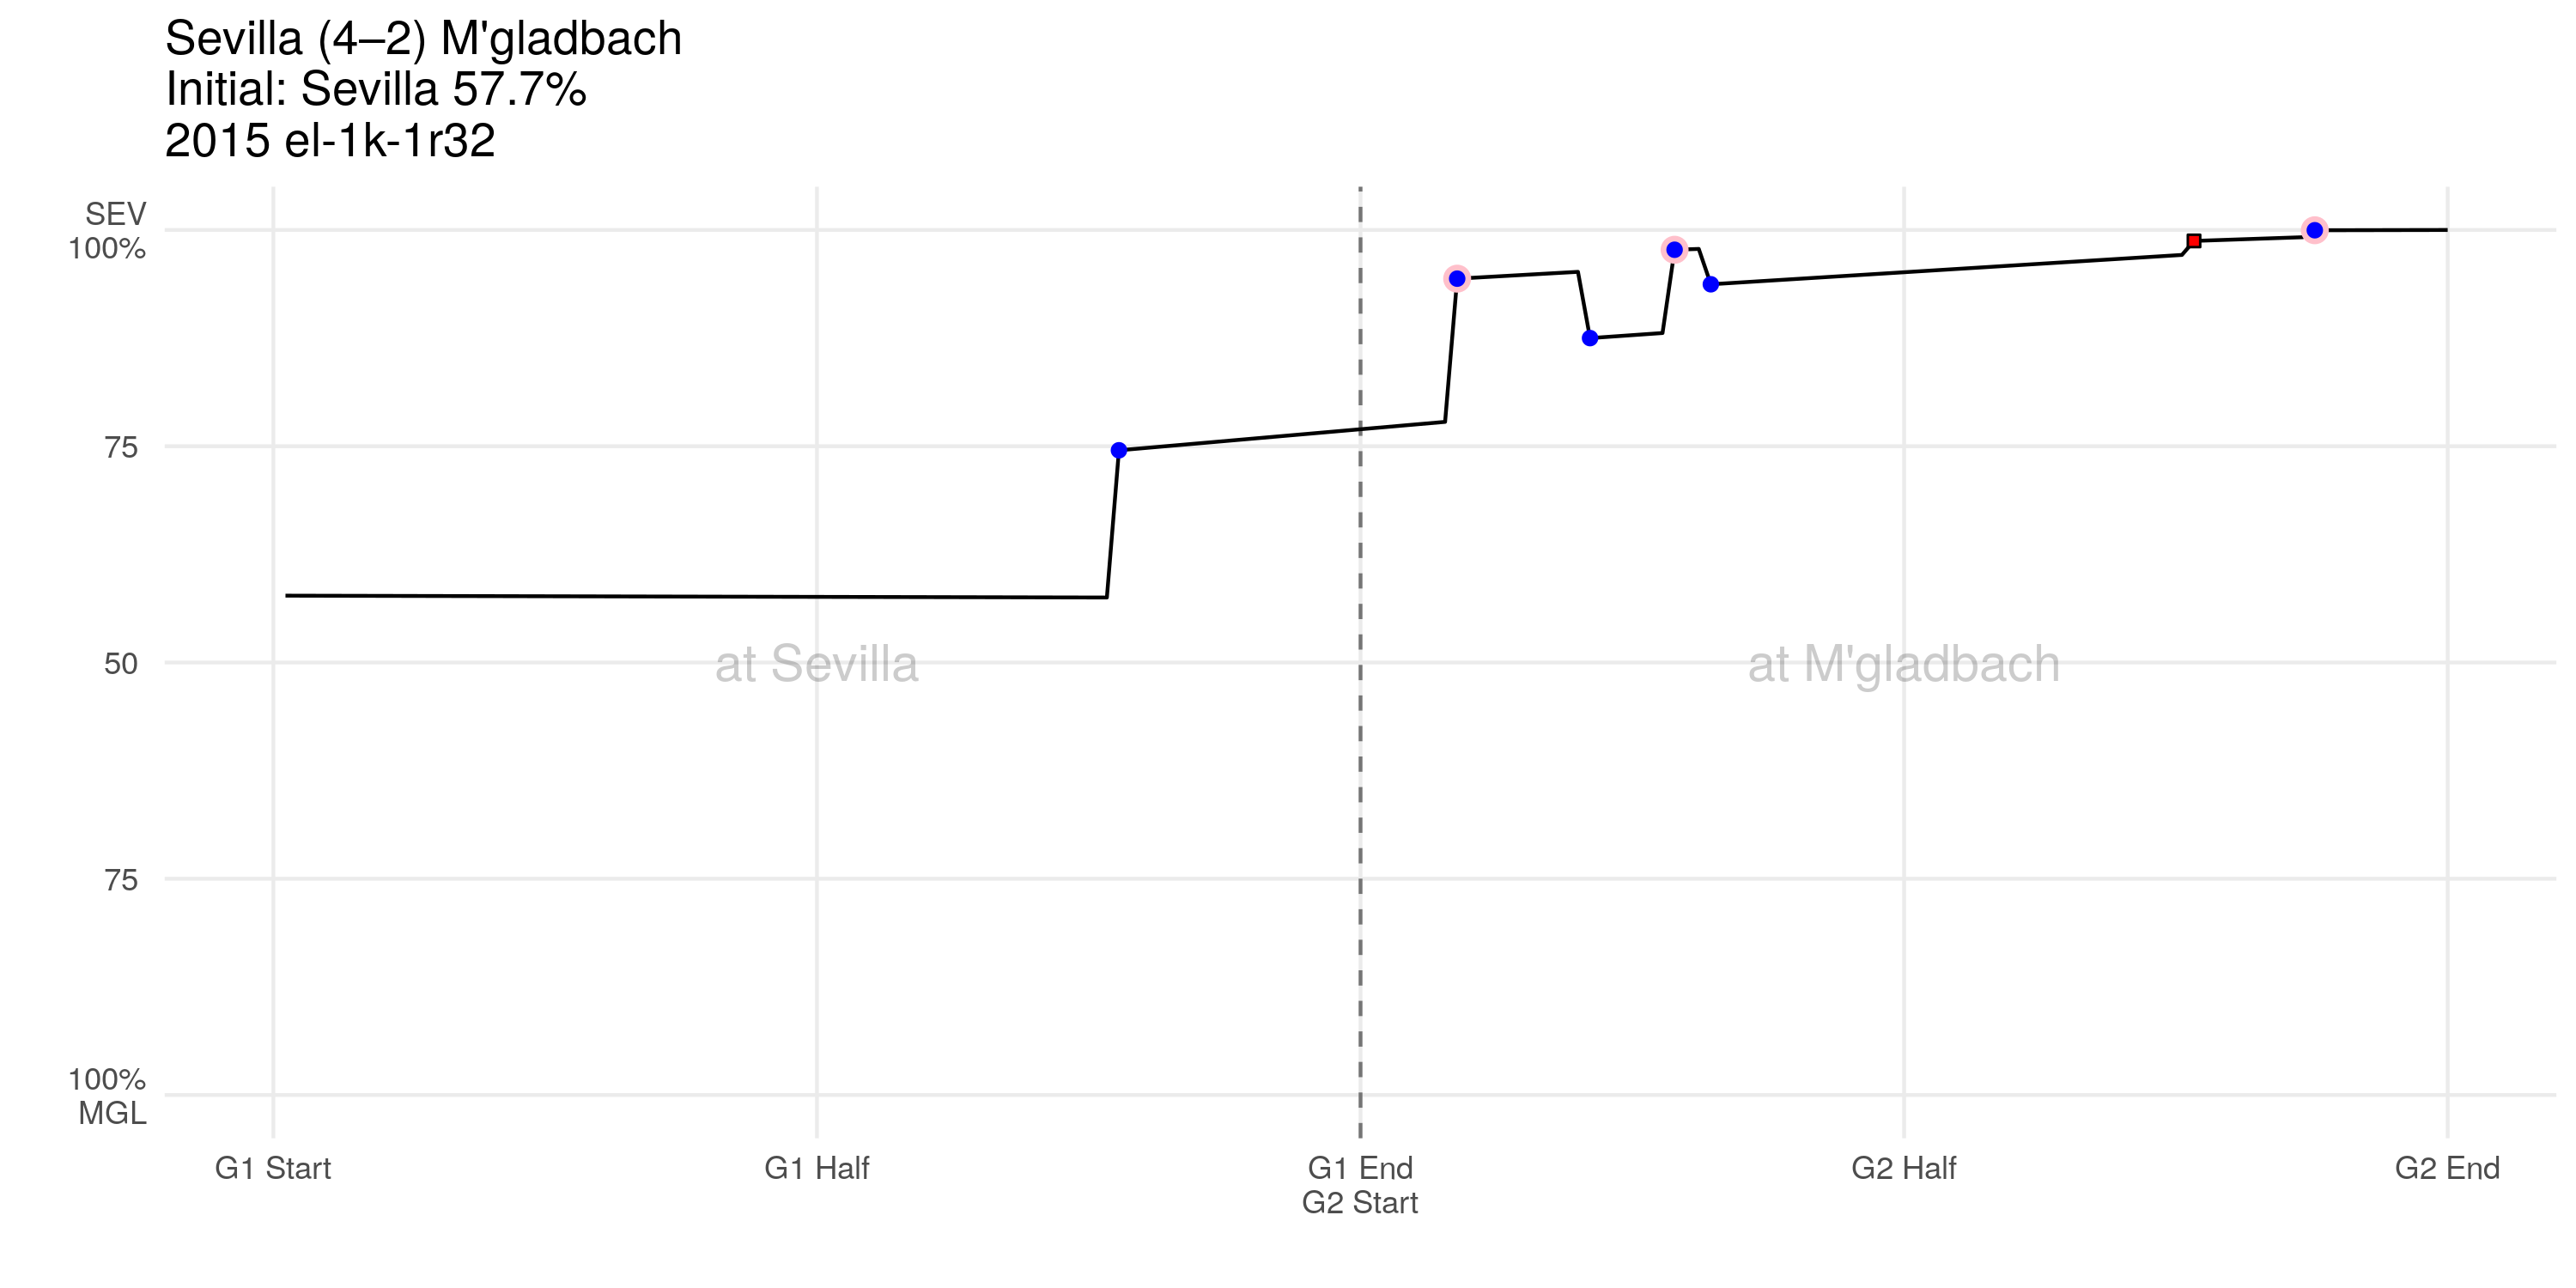 Sevilla (4–2) M'gladbach
Initial: Sevilla 57.7%
2015 el-1k-1r32
SEV
100%
75
50
75
100%
MGL
at Sevilla
at M'gladbach
G1 Start
G1 Half
G1 End
G2 Start
G2 Half
G2 End